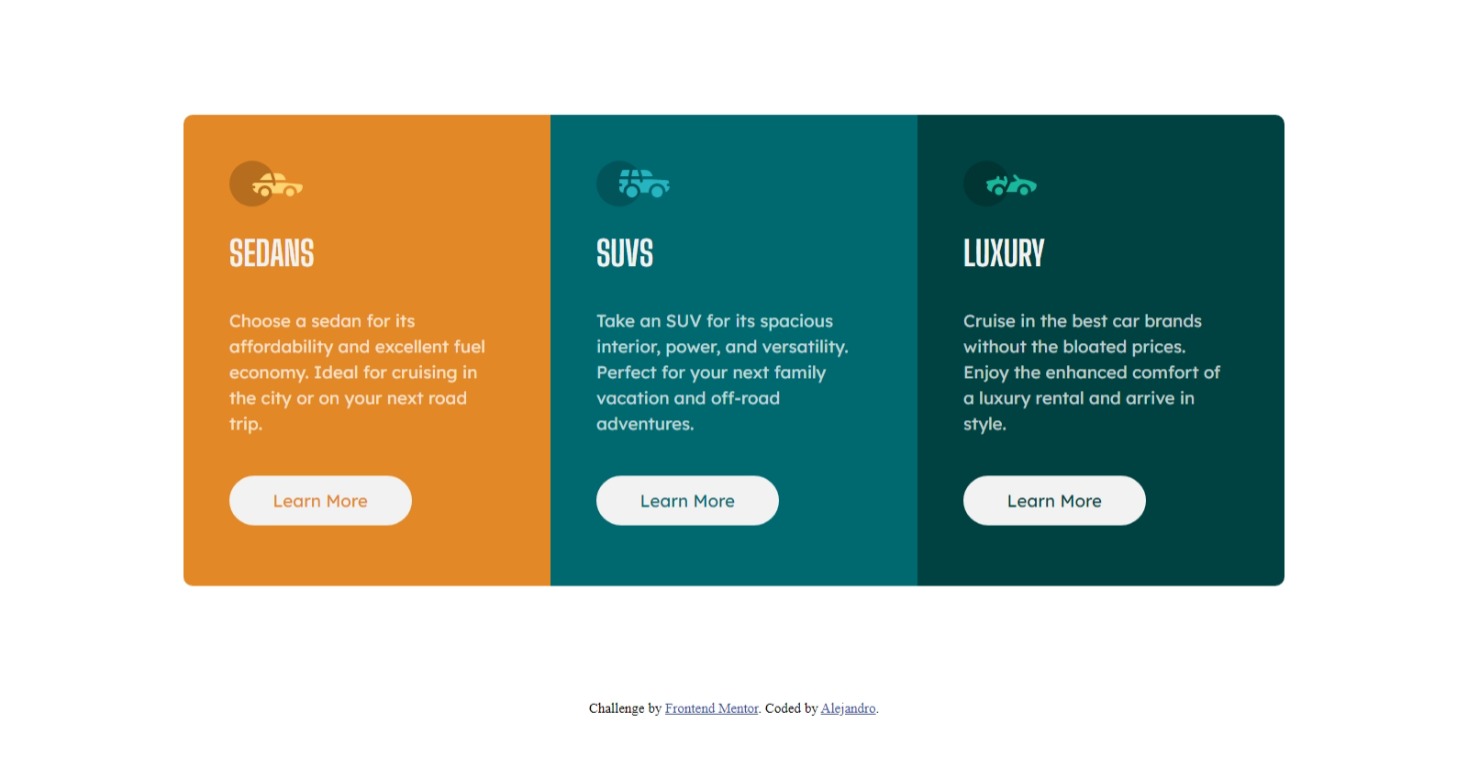 SEDANS
Choose a sedan for its
affordability and excellent fuel
economy. Ideal for cruising in
the city or on your next road
trip.
Learn More
SUVS
Take an SUV for its spacious
interior, power, and versatility.
Perfect for your next family
vacation and off-road
adventures.
Learn More
LUXURY
Cruise in the best car brands
without the bloated prices.
Enjoy the enhanced comfort of
a luxury rental and arrive in
style.
Learn More
Challenge by Frontend Mentor. Coded by Alejandro.